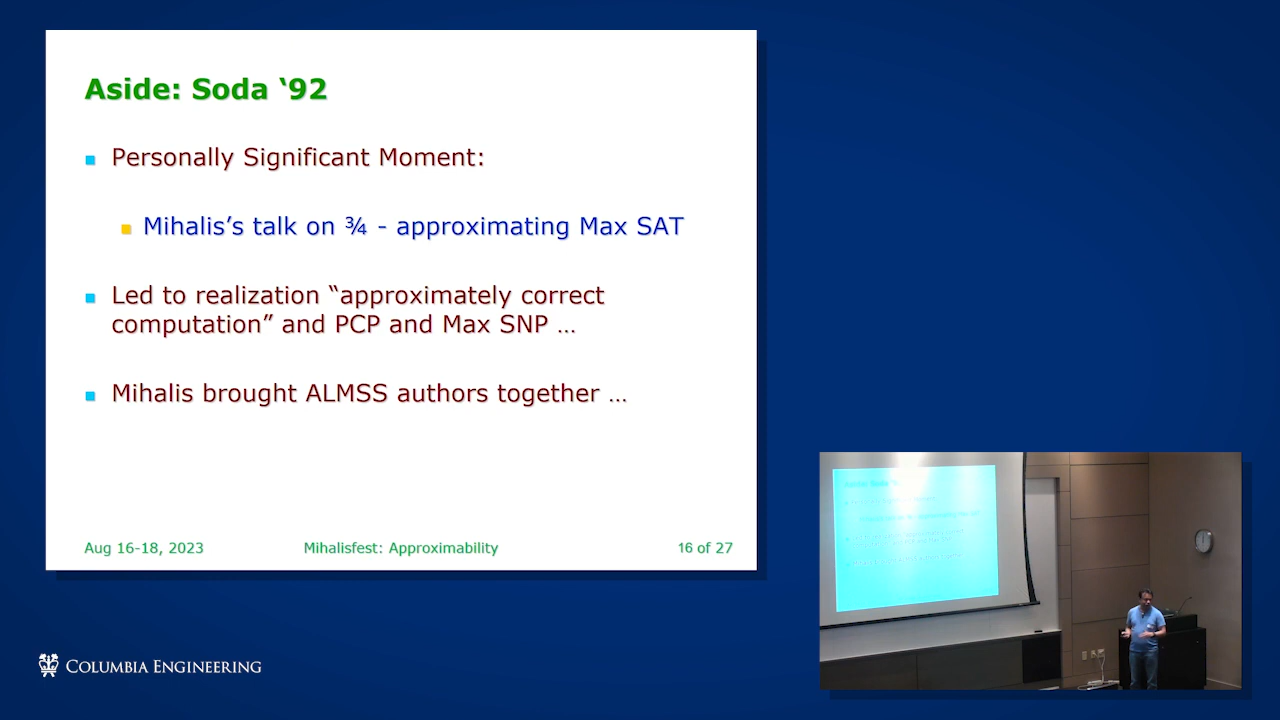 Aside: Soda ‘92
Personally Significant Moment:
Mihalis’s talk on ¾ - approximating Max SAT
Led to realization “approximately correct
computation” and PCP and Max SNP …
Mihalis brought ALMSS authors together …
Aug 16-18, 2023
Mihalisfest: Approximability
16 of 27
COLUMBIA ENGINEERING